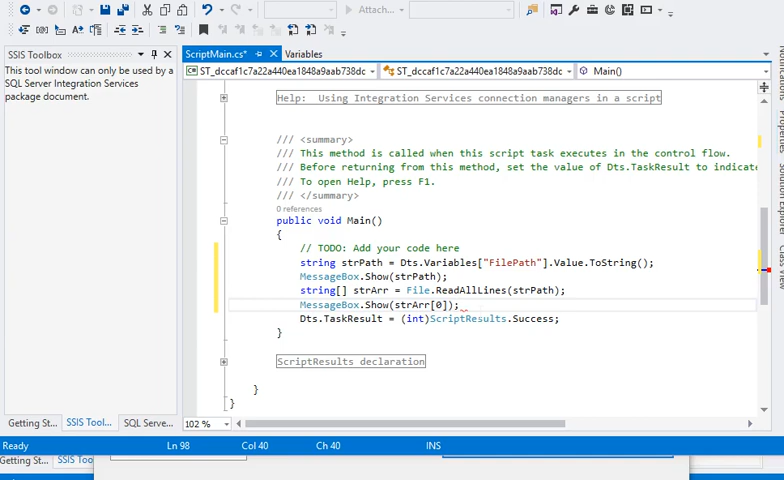 Attach...
SSIS Toolbox
ScriptMain.cs*
Variables
This tool window can only be used by a
SQL Server Integration Services
package document.
ST_dccaf1c7a22a440ea1848a9aab738dc
ST_dccaf1c7a22a440ea1848a9aab738dc
Main()
Help: Using Integration Services connection managers in a script
/// <summary>
/// This method is called when this script task executes in the control flow.
/// Before returning from this method, set the value of Dts.TaskResult to indicate
/// To open Help, press F1.
/// </summary>
0 references
public void Main()
{
// TODO: Add your code here
string strPath = Dts.Variables["FilePath"].Value.ToString();
MessageBox.Show(strPath);
string[] strArr = File.ReadAllLines(strPath);
MessageBox.Show(strArr[0]);
Dts.TaskResult = (int)ScriptResults.Success;
}
ScriptResults declaration
}
}
Properties
Solution Explorer
Class View
Getting St...
SSIS Tool...
SQL Serve...
102 %
Ready
Ln 98
Col 40
Ch 40
INS
Getting St...
SSIS Too